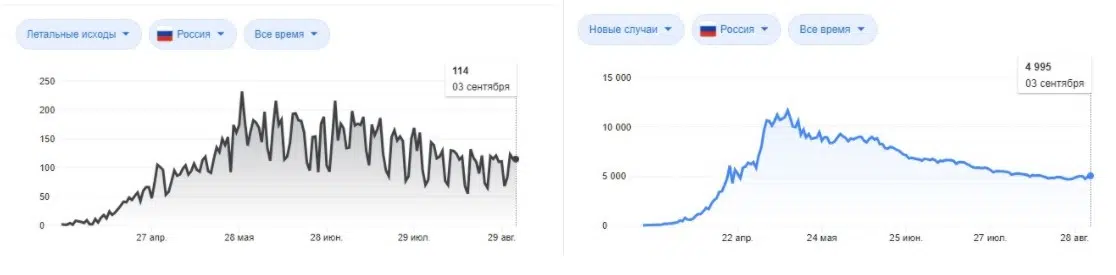 Летальные исходы Россия Все время
114
03 сентября
250
200
150
100
50
0
27 апр. 28 мая 28 июн. 29 июл. 29 авг.
Новые случаи Россия Все время
4 995
03 сентября
15 000
10 000
5 000
0
22 апр. 24 мая 25 июн. 27 июл. 28 авг.